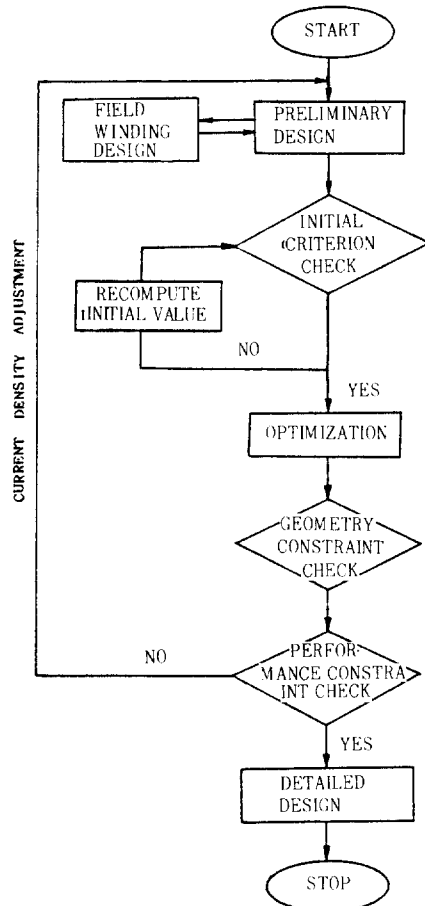 START
FIELD
WINDING
DESIGN
PRELIMINARY
DESIGN
INITIAL
CRITERION
CHECK
RECOMPUTE
INITIAL VALUE
NO
YES
OPTIMIZATION
GEOMETRY
CONSTRAINT
CHECK
CURRENT DENSITY ADJUSTMENT
NO
PERFOR-
MANCE CONSTRA
INT CHECK
YES
DETAILED
DESIGN
STOP